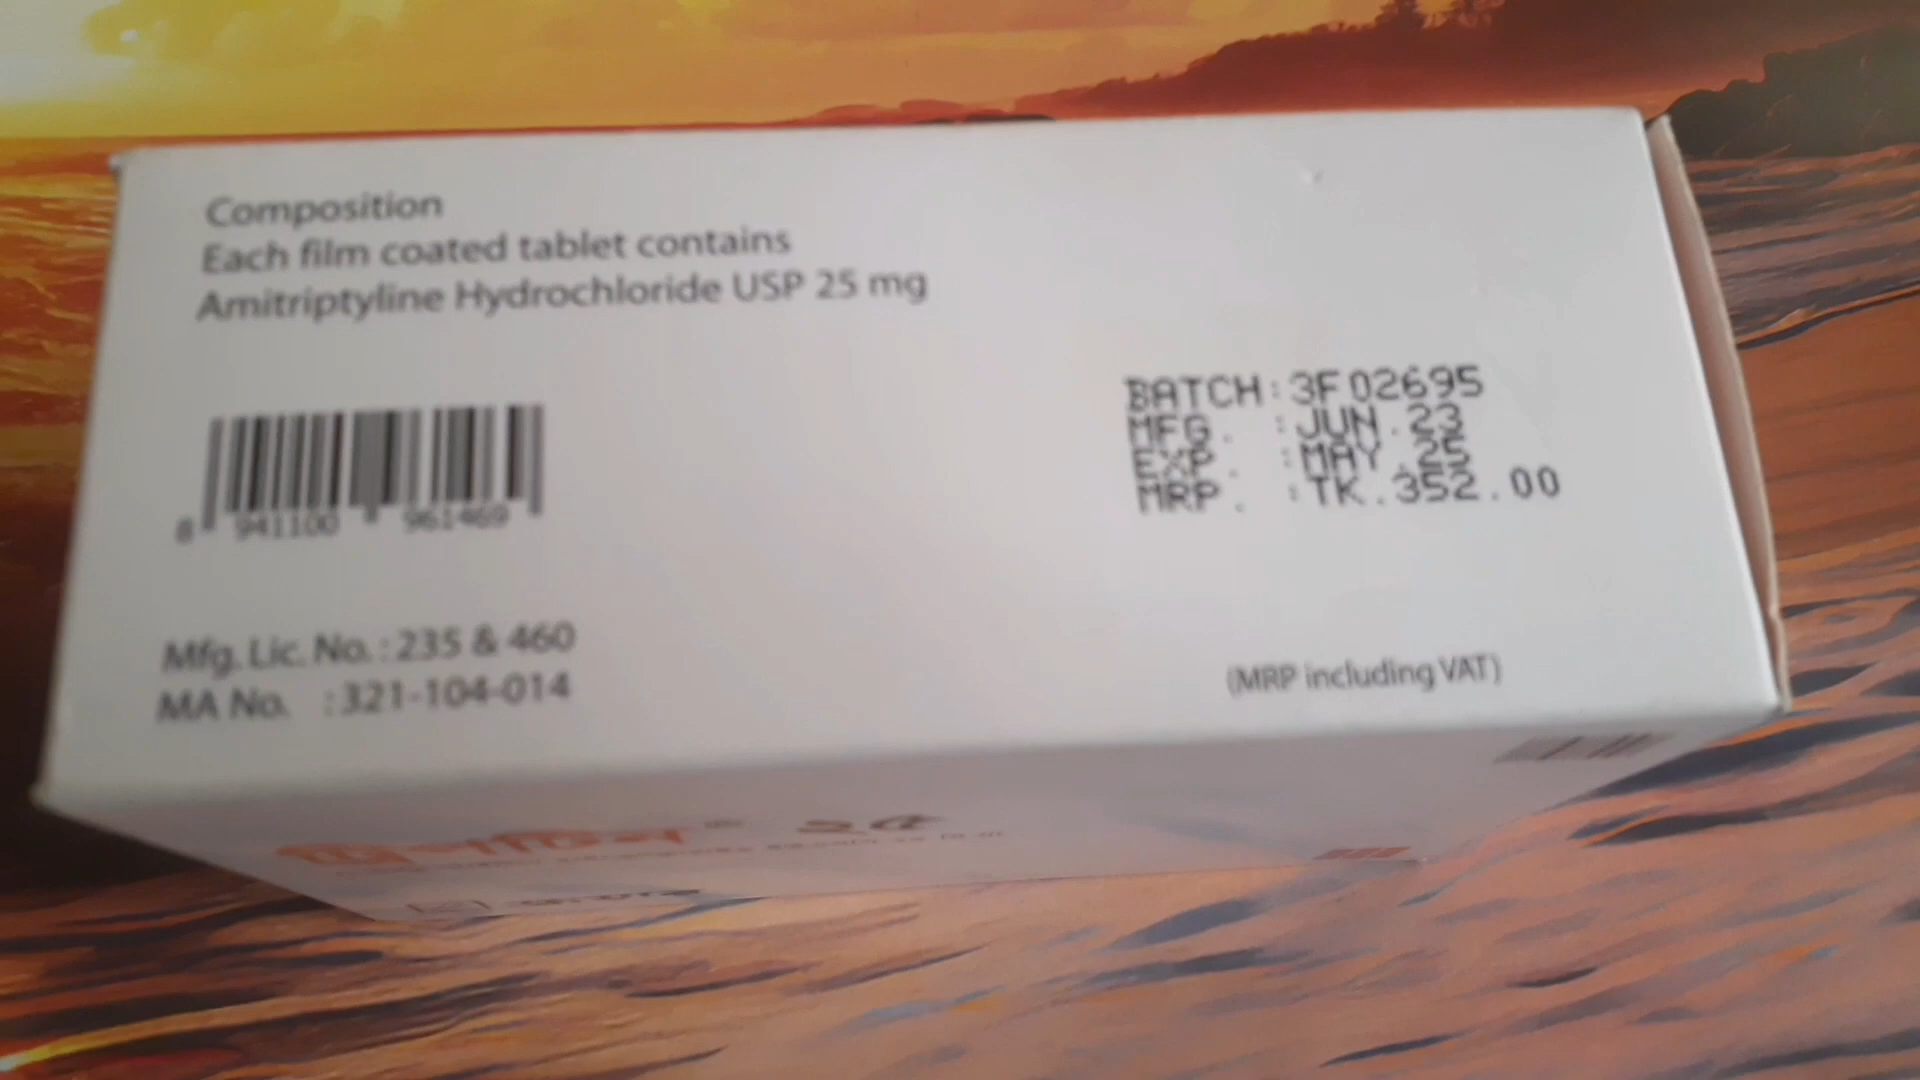 Composition
Each film coated tablet contains
Amitriptyline Hydrochloride USP 25 mg
BATCH : 3F02695
MFG. : JUN.23
EXP. : MAY.25
MRP. : TK.352.00
8 941100 961469
Mfg. Lic. No. : 235 & 460
MA No. : 321-104-014
(MRP including VAT)